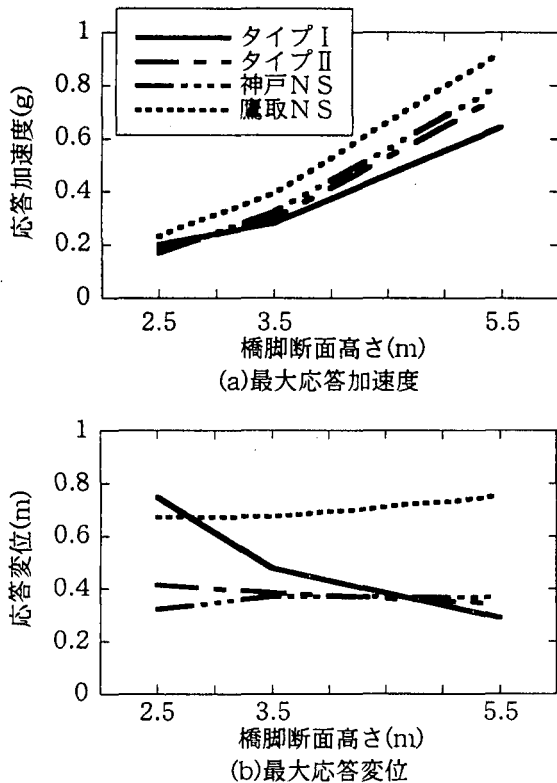 1
0.8
0.6
0.4
0.2
0
応答加速度(g)
タイプⅠ
タイプⅡ
神戸NS
鷹取NS
2.5 3.5 5.5
橋脚断面高さ(m)
(a)最大応答加速度
1
0.8
0.6
0.4
0.2
0
応答変位(m)
2.5 3.5 5.5
橋脚断面高さ(m)
(b)最大応答変位